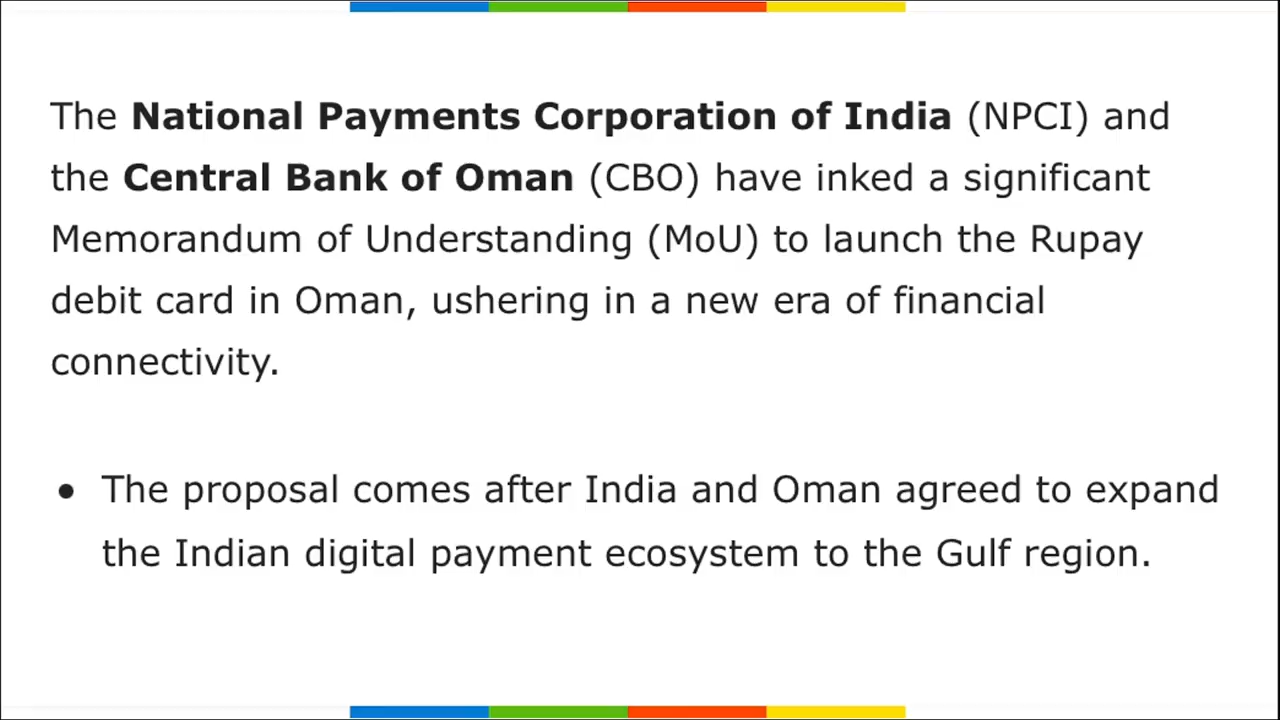 The National Payments Corporation of India (NPCI) and
the Central Bank of Oman (CBO) have inked a significant
Memorandum of Understanding (MoU) to launch the Rupay
debit card in Oman, ushering in a new era of financial
connectivity.
● The proposal comes after India and Oman agreed to expand
the Indian digital payment ecosystem to the Gulf region.